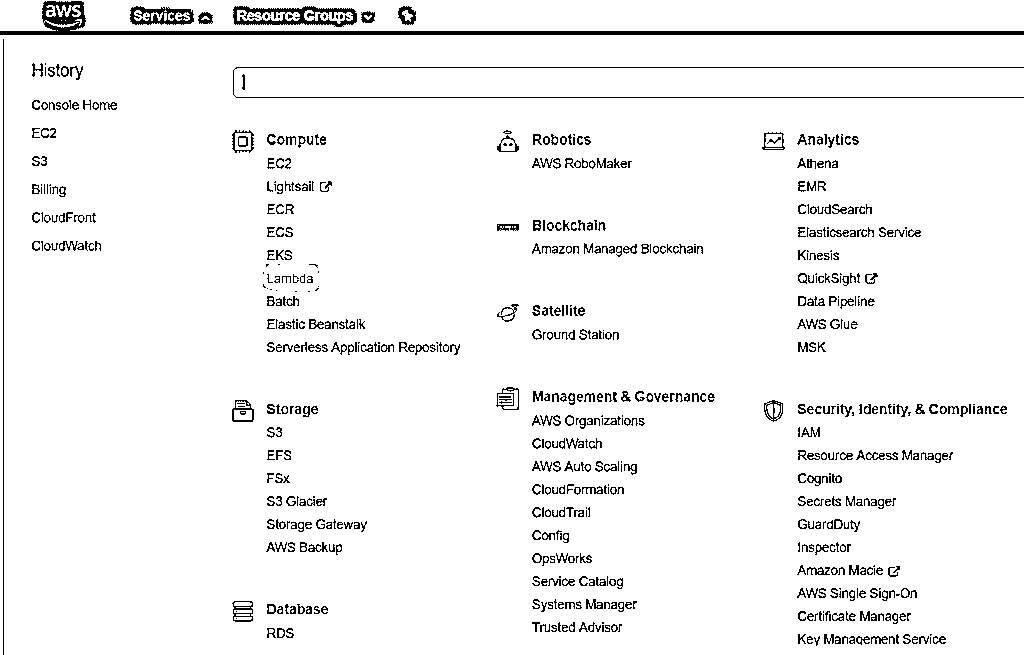 aws Services Resource Groups
History
Console Home
EC2
S3
Billing
CloudFront
CloudWatch
Compute
EC2
Lightsail
ECR
ECS
EKS
Lambda
Batch
Elastic Beanstalk
Serverless Application Repository
Storage
S3
EFS
FSx
S3 Glacier
Storage Gateway
AWS Backup
Database
RDS
Robotics
AWS RoboMaker
Blockchain
Amazon Managed Blockchain
Satellite
Ground Station
Management & Governance
AWS Organizations
CloudWatch
AWS Auto Scaling
CloudFormation
CloudTrail
Config
OpsWorks
Service Catalog
Systems Manager
Trusted Advisor
Analytics
Athena
EMR
CloudSearch
Elasticsearch Service
Kinesis
QuickSight
Data Pipeline
AWS Glue
MSK
Security, Identity, & Compliance
IAM
Resource Access Manager
Cognito
Secrets Manager
GuardDuty
Inspector
Amazon Macie
AWS Single Sign-On
Certificate Manager
Key Management Service